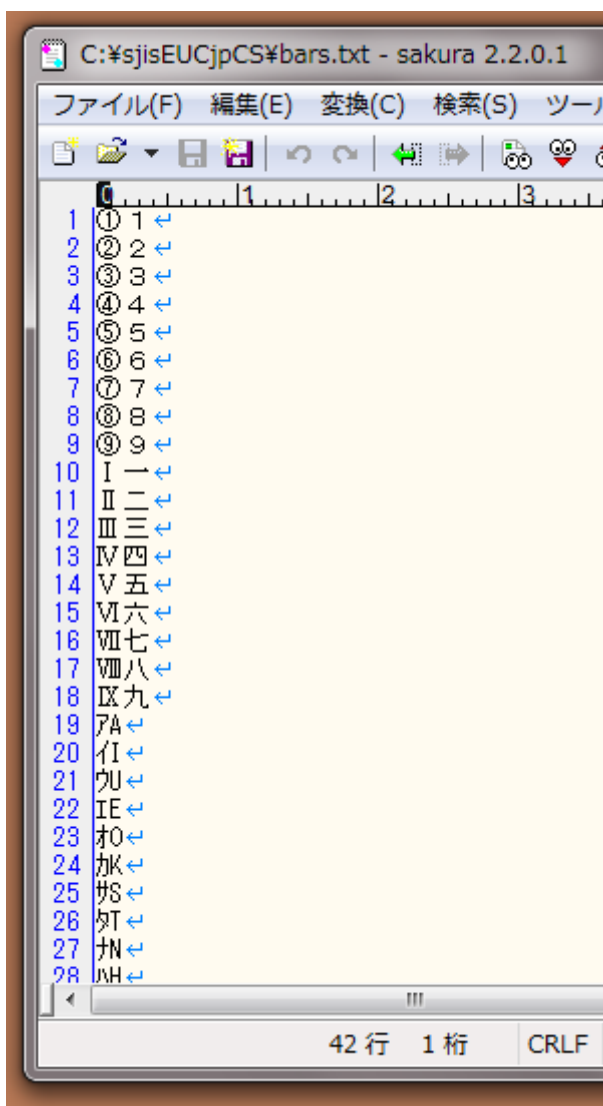 C:¥sjisEUCjpCS¥bars.txt - sakura 2.2.0.1
ファイル(F) 編集(E) 変換(C) 検索(S) ツー
0 1 2 3
1 ①１
2 ②２
3 ③３
4 ④４
5 ⑤５
6 ⑥６
7 ⑦７
8 ⑧８
9 ⑨９
10 Ⅰ一
11 Ⅱ二
12 Ⅲ三
13 Ⅳ四
14 Ⅴ五
15 Ⅵ六
16 Ⅶ七
17 Ⅷ八
18 Ⅸ九
19 ｱA
20 ｲI
21 ｳU
22 ｴE
23 ｵO
24 ｶK
25 ｻS
26 ﾀT
27 ﾅN
28 ﾊH
42 行 1 桁 CRLF